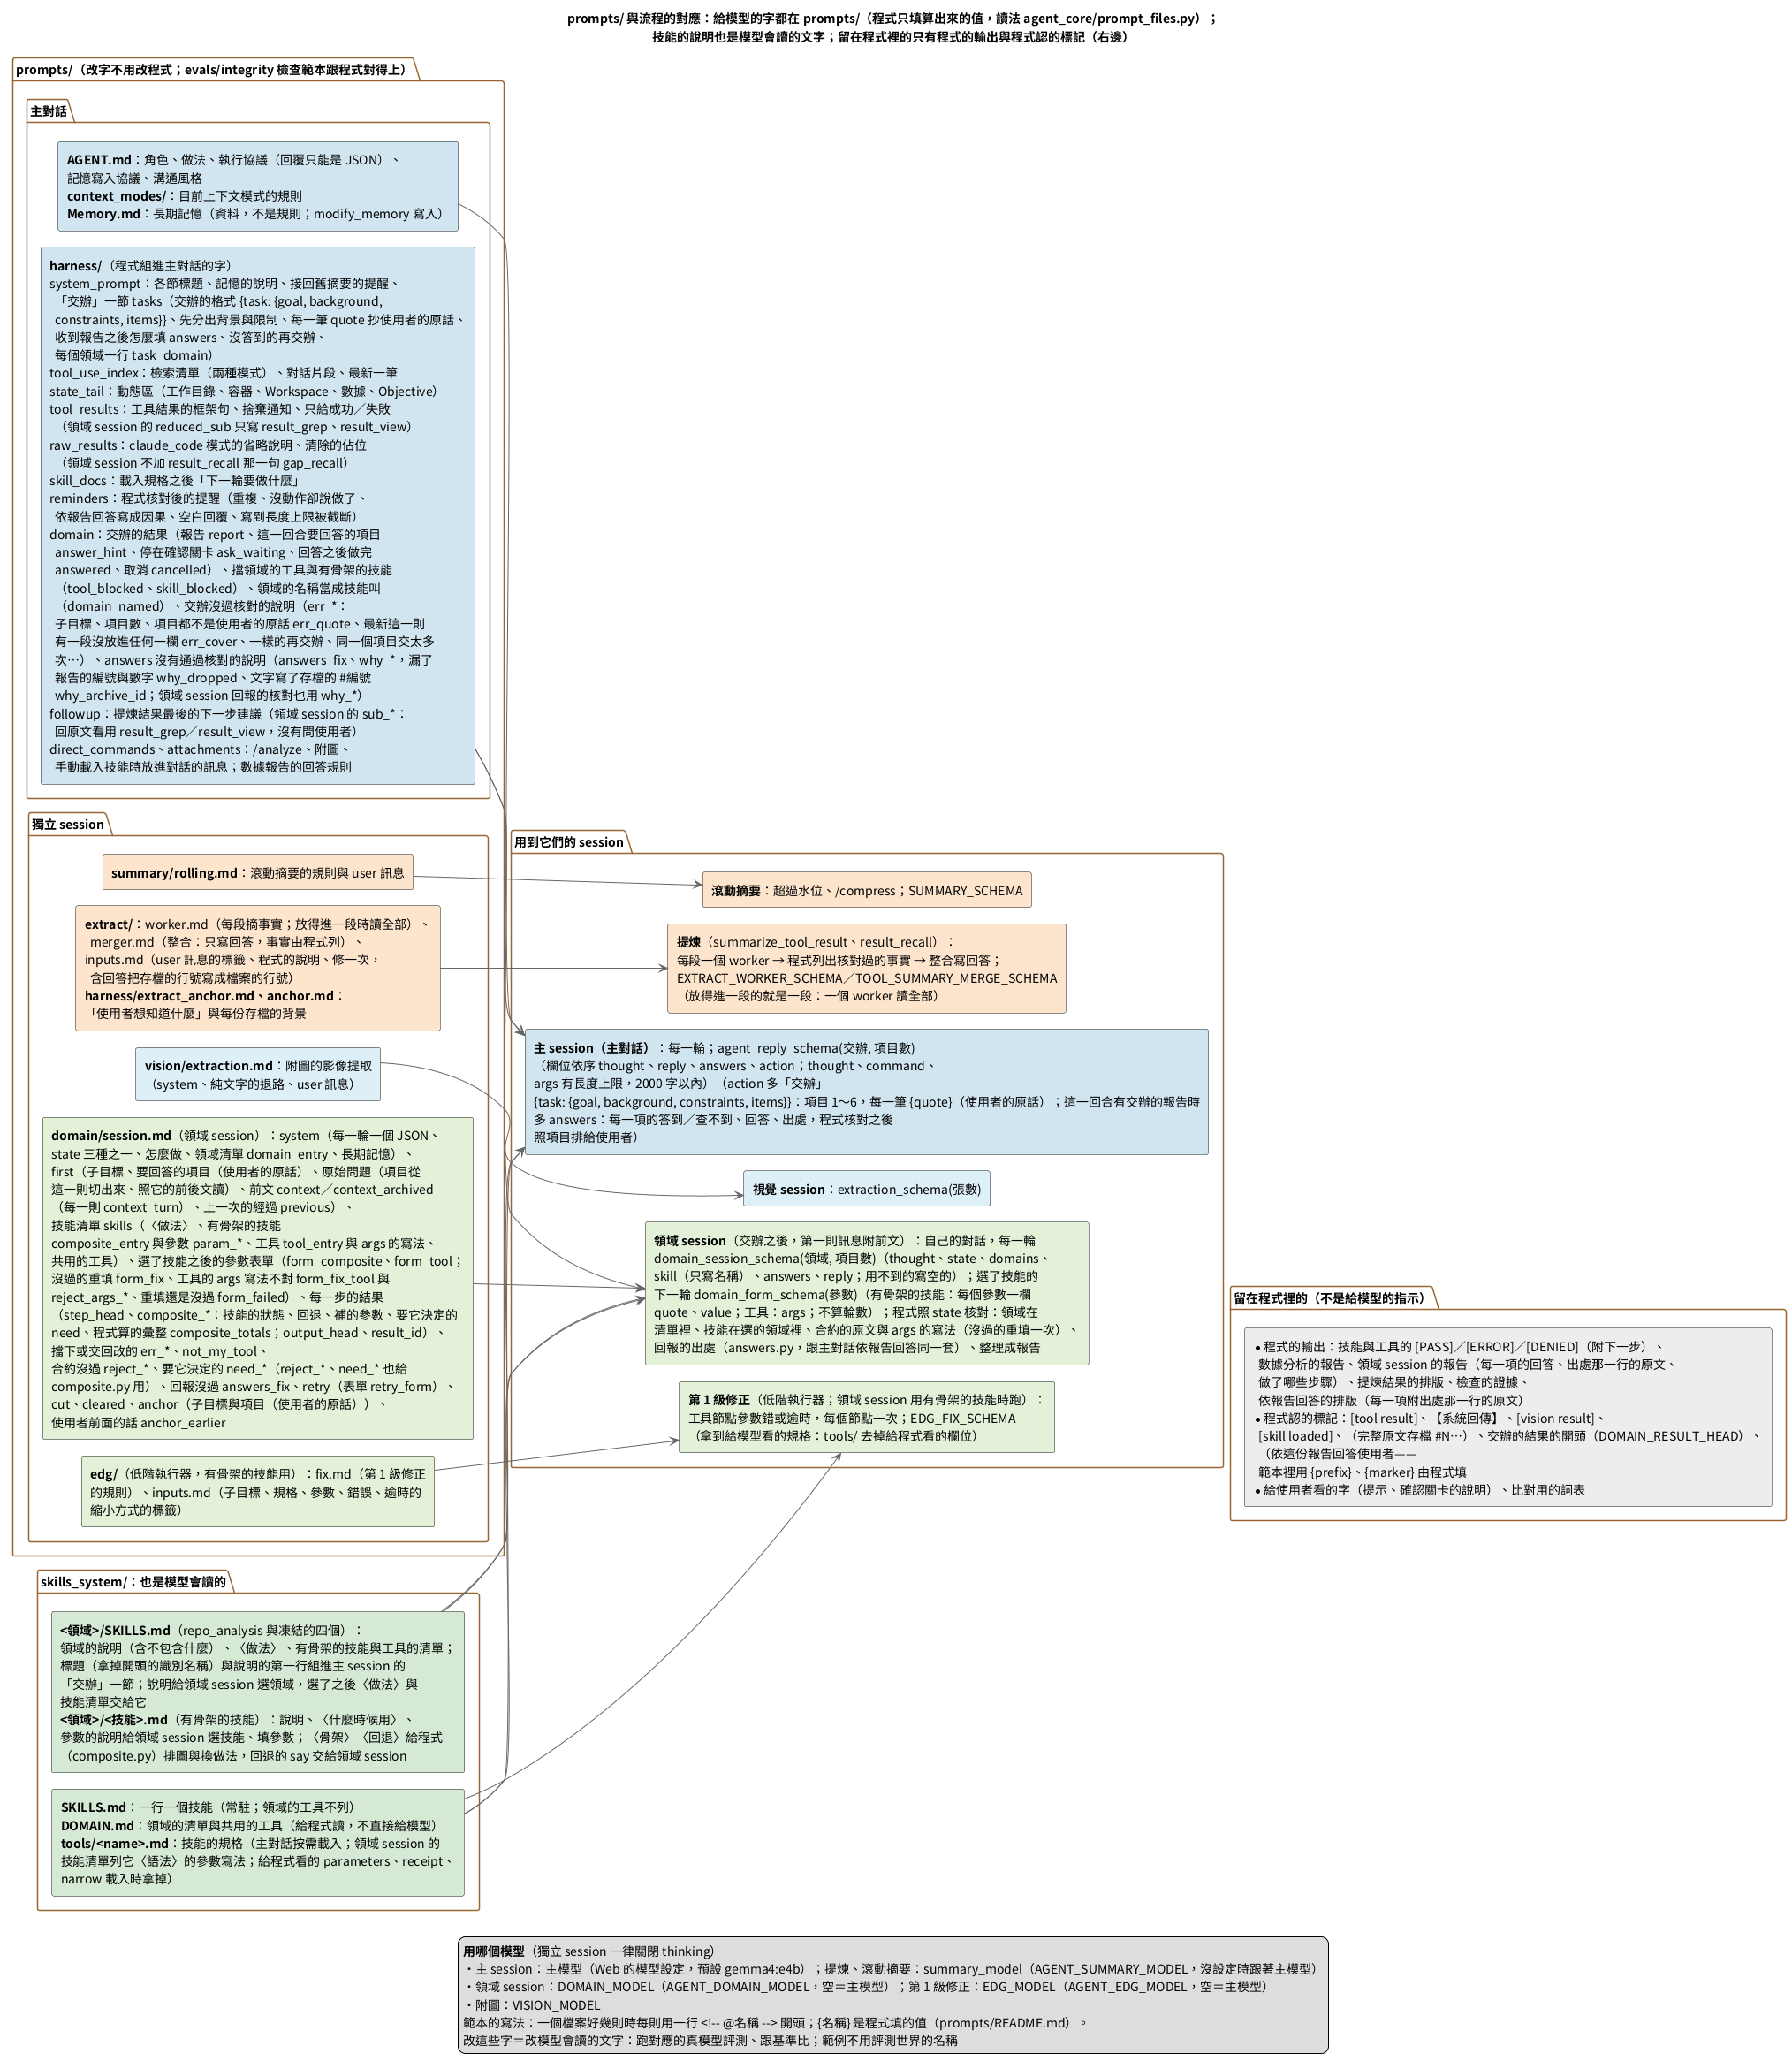 prompts/ 與流程的對應：給模型的字都在 prompts/（程式只填算出來的值，讀法 agent_core/prompt_files.py）；
技能的說明也是模型會讀的文字；留在程式裡的只有程式的輸出與程式認的標記（右邊）
prompts/（改字不用改程式；evals/integrity 檢查範本跟程式對得上）
主對話
AGENT.md：角色、做法、執行協議（回覆只能是 JSON）、
記憶寫入協議、溝通風格
context_modes/：目前上下文模式的規則
Memory.md：長期記憶（資料，不是規則；modify_memory 寫入）
harness/（程式組進主對話的字）
system_prompt：各節標題、記憶的說明、接回舊摘要的提醒、
「交辦」一節 tasks（交辦的格式 {task: {goal, background,
constraints, items}}、先分出背景與限制、每一筆 quote 抄使用者的原話、
收到報告之後怎麼填 answers、沒答到的再交辦、
每個領域一行 task_domain）
tool_use_index：檢索清單（兩種模式）、對話片段、最新一筆
state_tail：動態區（工作目錄、容器、Workspace、數據、Objective）
tool_results：工具結果的框架句、捨棄通知、只給成功／失敗
（領域 session 的 reduced_sub 只寫 result_grep、result_view）
raw_results：claude_code 模式的省略說明、清除的佔位
（領域 session 不加 result_recall 那一句 gap_recall）
skill_docs：載入規格之後「下一輪要做什麼」
reminders：程式核對後的提醒（重複、沒動作卻說做了、
依報告回答寫成因果、空白回覆、寫到長度上限被截斷）
domain：交辦的結果（報告 report、這一回合要回答的項目
answer_hint、停在確認關卡 ask_waiting、回答之後做完
answered、取消 cancelled）、擋領域的工具與有骨架的技能
（tool_blocked、skill_blocked）、領域的名稱當成技能叫
（domain_named）、交辦沒過核對的說明（err_*：
子目標、項目數、項目都不是使用者的原話 err_quote、最新這一則
有一段沒放進任何一欄 err_cover、一樣的再交辦、同一個項目交太多
次…）、answers 沒有通過核對的說明（answers_fix、why_*，漏了
報告的編號與數字 why_dropped、文字寫了存檔的 #編號
why_archive_id；領域 session 回報的核對也用 why_*）
followup：提煉結果最後的下一步建議（領域 session 的 sub_*：
回原文看用 result_grep／result_view，沒有問使用者）
direct_commands、attachments：/analyze、附圖、
手動載入技能時放進對話的訊息；數據報告的回答規則
獨立 session
summary/rolling.md：滾動摘要的規則與 user 訊息
extract/：worker.md（每段摘事實；放得進一段時讀全部）、
merger.md（整合：只寫回答，事實由程式列）、
inputs.md（user 訊息的標籤、程式的說明、修一次，
含回答把存檔的行號寫成檔案的行號）
harness/extract_anchor.md、anchor.md：
「使用者想知道什麼」與每份存檔的背景
vision/extraction.md：附圖的影像提取
（system、純文字的退路、user 訊息）
domain/session.md（領域 session）：system（每一輪一個 JSON、
state 三種之一、怎麼做、領域清單 domain_entry、長期記憶）、
first（子目標、要回答的項目（使用者的原話）、原始問題（項目從
這一則切出來、照它的前後文讀）、前文 context／context_archived
（每一則 context_turn）、上一次的經過 previous）、
技能清單 skills（〈做法〉、有骨架的技能
composite_entry 與參數 param_*、工具 tool_entry 與 args 的寫法、
共用的工具）、選了技能之後的參數表單（form_composite、form_tool；
沒過的重填 form_fix、工具的 args 寫法不對 form_fix_tool 與
reject_args_*、重填還是沒過 form_failed）、每一步的結果
（step_head、composite_*：技能的狀態、回退、補的參數、要它決定的
need、程式算的彙整 composite_totals；output_head、result_id）、
擋下或交回改的 err_*、not_my_tool、
合約沒過 reject_*、要它決定的 need_*（reject_*、need_* 也給
composite.py 用）、回報沒過 answers_fix、retry（表單 retry_form）、
cut、cleared、anchor（子目標與項目（使用者的原話））、
使用者前面的話 anchor_earlier
edg/（低階執行器，有骨架的技能用）：fix.md（第 1 級修正
的規則）、inputs.md（子目標、規格、參數、錯誤、逾時的
縮小方式的標籤）
skills_system/：也是模型會讀的
<領域>/SKILLS.md（repo_analysis 與凍結的四個）：
領域的說明（含不包含什麼）、〈做法〉、有骨架的技能與工具的清單；
標題（拿掉開頭的識別名稱）與說明的第一行組進主 session 的
「交辦」一節；說明給領域 session 選領域，選了之後〈做法〉與
技能清單交給它
<領域>/<技能>.md（有骨架的技能）：說明、〈什麼時候用〉、
參數的說明給領域 session 選技能、填參數；〈骨架〉〈回退〉給程式
（composite.py）排圖與換做法，回退的 say 交給領域 session
SKILLS.md：一行一個技能（常駐；領域的工具不列）
DOMAIN.md：領域的清單與共用的工具（給程式讀，不直接給模型）
tools/<name>.md：技能的規格（主對話按需載入；領域 session 的
技能清單列它〈語法〉的參數寫法；給程式看的 parameters、receipt、
narrow 載入時拿掉）
用到它們的 session
滾動摘要：超過水位、/compress；SUMMARY_SCHEMA
提煉（summarize_tool_result、result_recall）：
每段一個 worker → 程式列出核對過的事實 → 整合寫回答；
EXTRACT_WORKER_SCHEMA／TOOL_SUMMARY_MERGE_SCHEMA
（放得進一段的就是一段：一個 worker 讀全部）
主 session（主對話）：每一輪；agent_reply_schema(交辦, 項目數)
（欄位依序 thought、reply、answers、action；thought、command、
args 有長度上限，2000 字以內）（action 多「交辦」
{task: {goal, background, constraints, items}}：項目 1～6，每一筆 {quote}（使用者的原話）；這一回合有交辦的報告時
多 answers：每一項的答到／查不到、回答、出處，程式核對之後
照項目排給使用者）
視覺 session：extraction_schema(張數)
領域 session（交辦之後，第一則訊息附前文）：自己的對話，每一輪
domain_session_schema(領域, 項目數)（thought、state、domains、
skill（只寫名稱）、answers、reply；用不到的寫空的）；選了技能的
下一輪 domain_form_schema(參數)（有骨架的技能：每個參數一欄
quote、value；工具：args；不算輪數）；程式照 state 核對：領域在
清單裡、技能在選的領域裡、合約的原文與 args 的寫法（沒過的重填一次）、
回報的出處（answers.py，跟主對話依報告回答同一套）、整理成報告
第 1 級修正（低階執行器；領域 session 用有骨架的技能時跑）：
工具節點參數錯或逾時，每個節點一次；EDG_FIX_SCHEMA
（拿到給模型看的規格：tools/ 去掉給程式看的欄位）
留在程式裡的（不是給模型的指示）
• 程式的輸出：技能與工具的 [PASS]／[ERROR]／[DENIED]（附下一步）、
數據分析的報告、領域 session 的報告（每一項的回答、出處那一行的原文、
做了哪些步驟）、提煉結果的排版、檢查的證據、
依報告回答的排版（每一項附出處那一行的原文）
• 程式認的標記：[tool result]、【系統回傳】、[vision result]、
[skill loaded]、（完整原文存檔 #N…）、交辦的結果的開頭（DOMAIN_RESULT_HEAD）、
（依這份報告回答使用者——
範本裡用 {prefix}、{marker} 由程式填
• 給使用者看的字（提示、確認關卡的說明）、比對用的詞表
用哪個模型（獨立 session 一律關閉 thinking）
・主 session：主模型（Web 的模型設定，預設 gemma4:e4b）；提煉、滾動摘要：summary_model（AGENT_SUMMARY_MODEL，沒設定時跟著主模型）
・領域 session：DOMAIN_MODEL（AGENT_DOMAIN_MODEL，空＝主模型）；第 1 級修正：EDG_MODEL（AGENT_EDG_MODEL，空＝主模型）
・附圖：VISION_MODEL
範本的寫法：一個檔案好幾則時每則用一行 <!-- @名稱 --> 開頭；{名稱} 是程式填的值（prompts/README.md）。
改這些字＝改模型會讀的文字：跑對應的真模型評測、跟基準比；範例不用評測世界的名稱